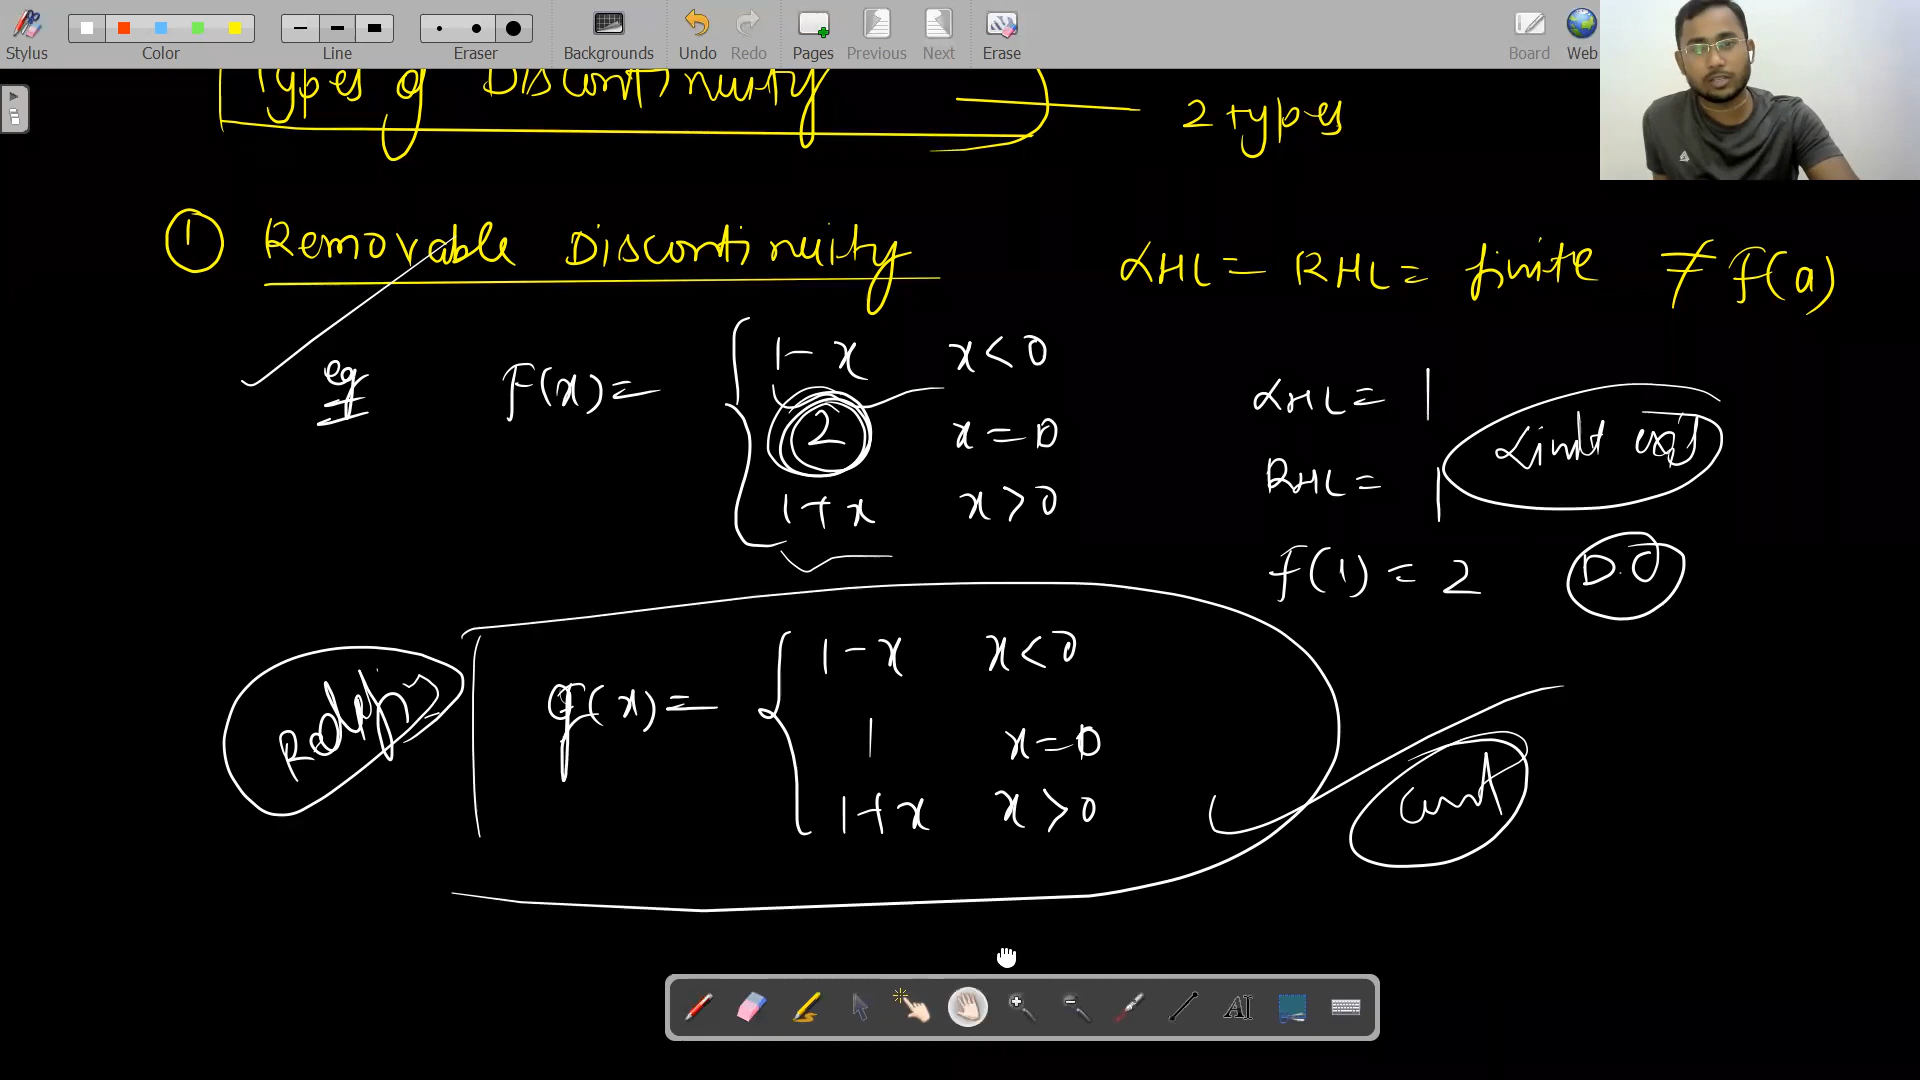 Stylus Color Line Eraser Backgrounds Undo Redo Pages Previous Next Erase Board Web
Types of Discontinuity
2 types
1 Removable Discontinuity
LHL = RHL = finite ≠ f(a)
eg
f(x) =
1 - x x < 0
2 x = 0
1 + x x > 0
LHL = 1
RHL = 1
Limit exist
f(1) = 2
D.C
Redefine
g(x) =
1 - x x < 0
1 x = 0
1 + x x > 0
cont
AI